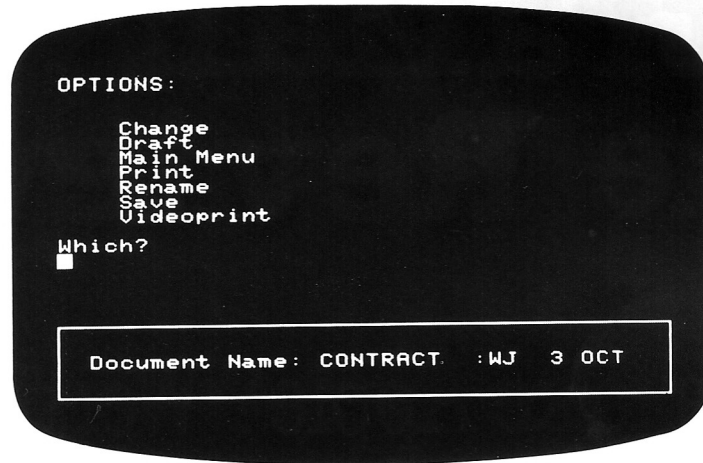 OPTIONS:
Change
Draft
Main Menu
Print
Rename
Save
Videoprint
Which?
Document Name: CONTRACT :WJ 3 OCT